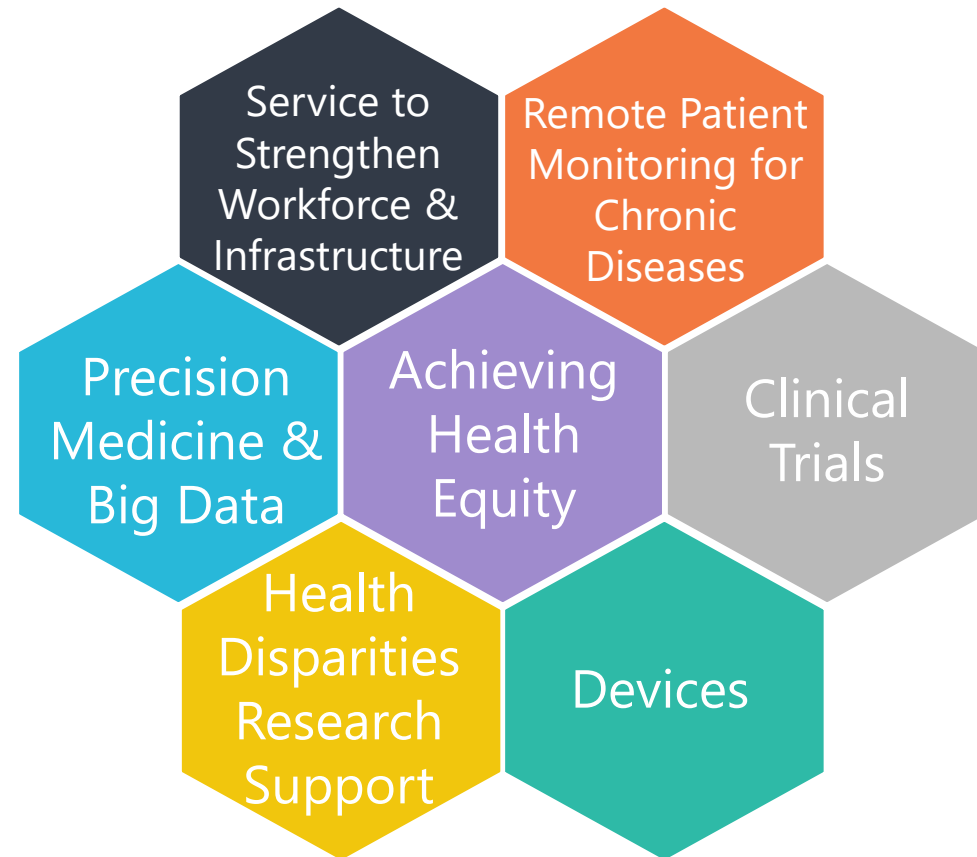 Service to
Strengthen
Workforce &
Infrastructure
Remote Patient
Monitoring for
Chronic
Diseases
Precision
Medicine &
Big Data
Achieving
Health
Equity
Clinical
Trials
Health
Disparities
Research
Support
Devices